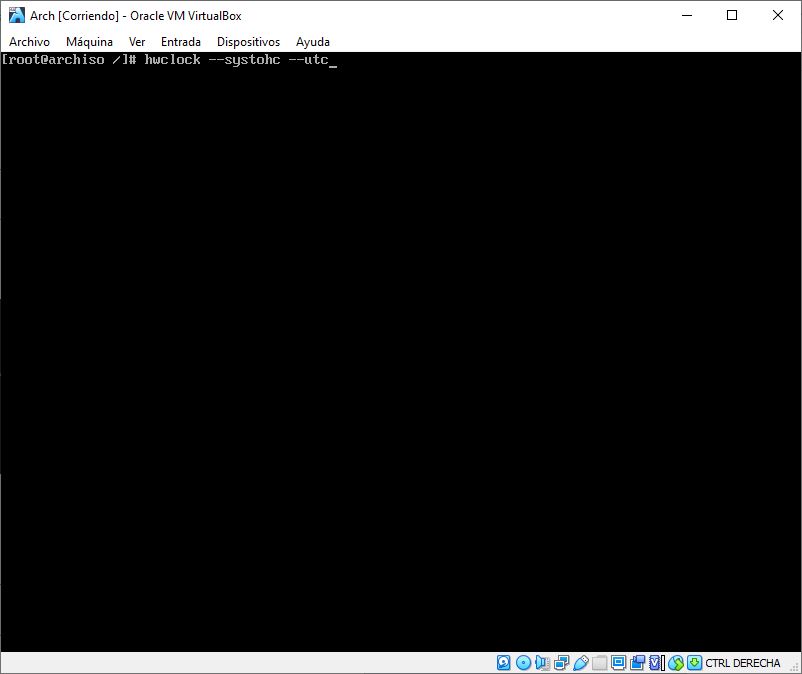 Arch [Corriendo] - Oracle VM VirtualBox
Archivo Máquina Ver Entrada Dispositivos Ayuda
[root@archiso /]# hwclock --systohc --utc_
CTRL DERECHA